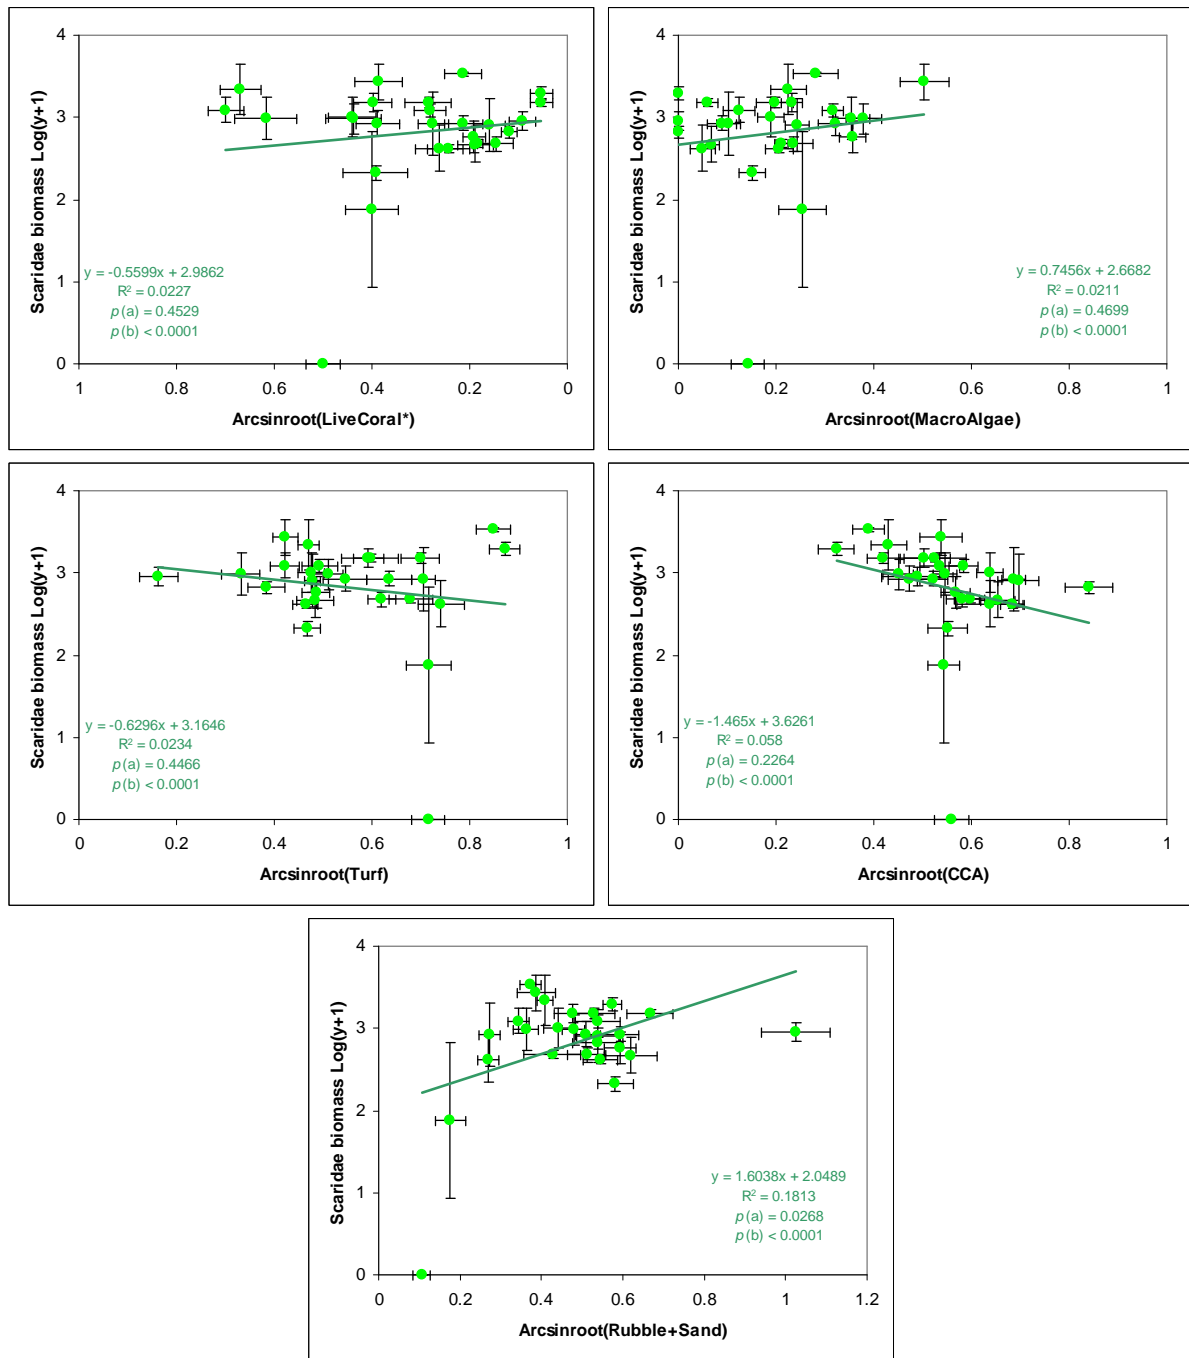 4
3
2
1
0
Scaridae biomass Log(y+1)
y = -0.5599x + 2.9862
R² = 0.0227
p(a) = 0.4529
p(b) < 0.0001
1 0.8 0.6 0.4 0.2 0
Arcsinroot(LiveCoral*)
4
3
2
1
0
Scaridae biomass Log(y+1)
y = 0.7456x + 2.6682
R² = 0.0211
p(a) = 0.4699
p(b) < 0.0001
0 0.2 0.4 0.6 0.8 1
Arcsinroot(MacroAlgae)
4
3
2
1
0
Scaridae biomass Log(y+1)
y = -0.6296x + 3.1646
R² = 0.0234
p(a) = 0.4466
p(b) < 0.0001
0 0.2 0.4 0.6 0.8 1
Arcsinroot(Turf)
4
3
2
1
0
Scaridae biomass Log(y+1)
y = -1.465x + 3.6261
R² = 0.058
p(a) = 0.2264
p(b) < 0.0001
0 0.2 0.4 0.6 0.8 1
Arcsinroot(CCA)
4
3
2
1
0
Scaridae biomass Log(y+1)
y = 1.6038x + 2.0489
R² = 0.1813
p(a) = 0.0268
p(b) < 0.0001
0 0.2 0.4 0.6 0.8 1 1.2
Arcsinroot(Rubble+Sand)